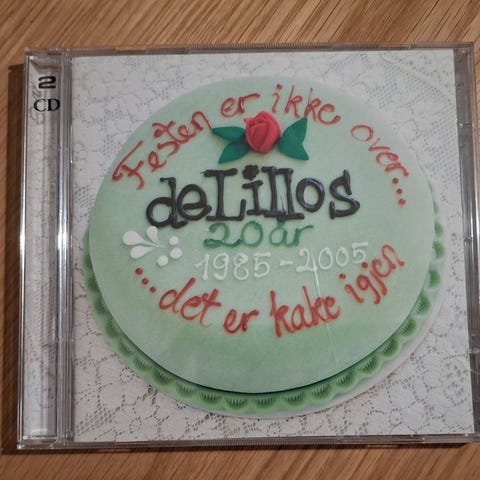 2
CD
Festen er ikke over...
deLillos
20 år
1985-2005
...det er kake igjen